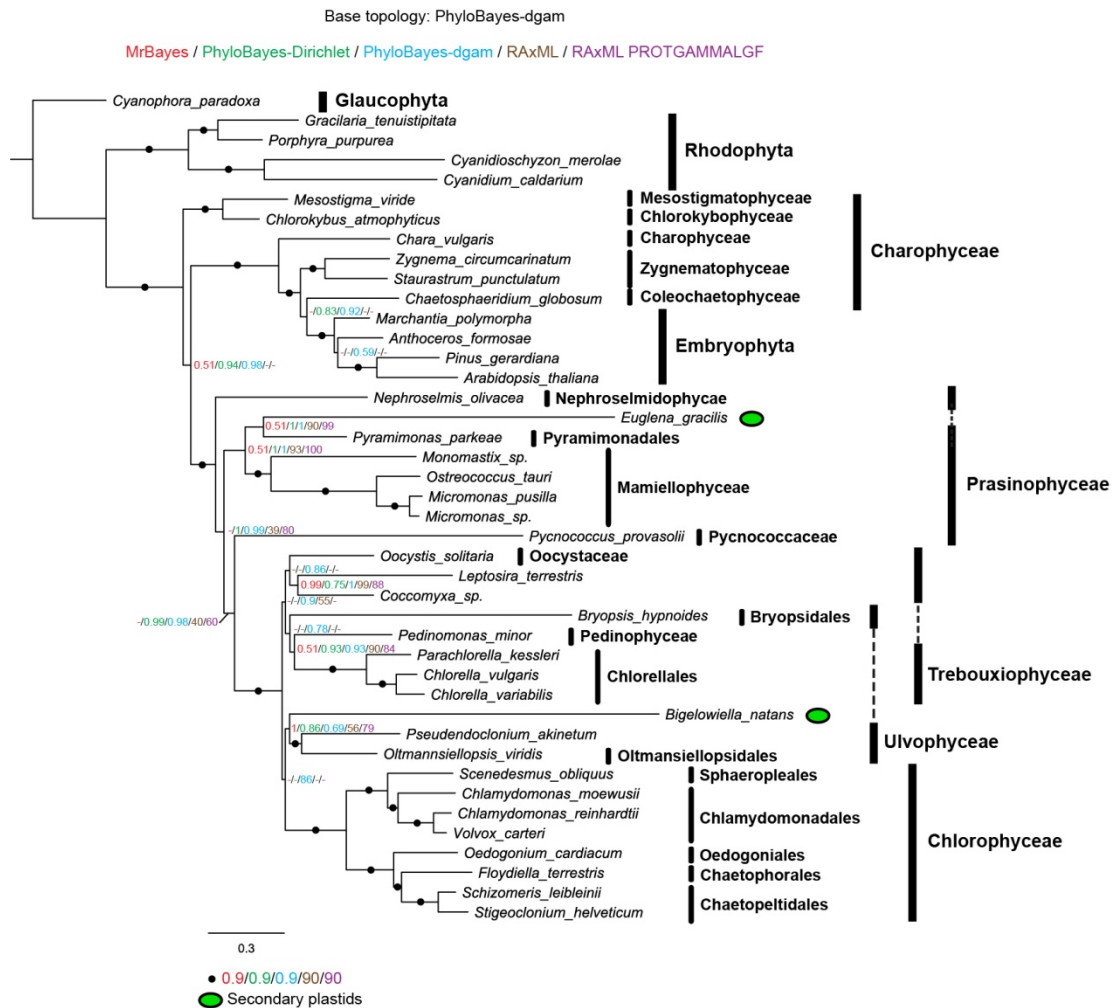 Base topology: PhyloBayes-dgam
MrBayes / PhyloBayes-Dirichlet / PhyloBayes-dgam / RAxML / RAxML PROTGAMMALGF
Cyanophora_paradoxa Glaucophyta
Gracilaria_tenuistipitata
Porphyra_purpurea
Rhodophyta
Cyanidioschyzon_merolae
Cyanidium_caldarium
Mesostigma_viride Mesostigmatophyceae
Chlorokybus_atmophyticus Chlorokybophyceae
Chara_vulgaris Charophyceae
Charophyceae
Zygnema_circumcarinatum
Zygnematophyceae
Staurastrum_punctulatum
Chaetosphaeridium_globosum Coleochaetophyceae
-/0.83/0.92/-/-
Marchantia_polymorpha
Anthoceros_formosae
Embryophyta
-/-/0.59/-/-
Pinus_gerardiana
0.51/0.94/0.98/-/-
Arabidopsis_thaliana
Nephroselmis_olivacea Nephroselmidophycae
Euglena_gracilis
0.51/1/1/90/99
Pyramimonas_parkeae Pyramimonadales
0.51/1/1/93/100
Monomastix_sp.
Ostreococcus_tauri
Mamiellophyceae
Prasinophyceae
Micromonas_pusilla
Micromonas_sp.
-/1/0.99/39/80
Pycnococcus_provasolii Pycnococcaceae
Oocystis_solitaria Oocystaceae
-/-/0.86/-/-
Leptosira_terrestris
0.99/0.75/1/99/88
Coccomyxa_sp.
-/-/0.9/55/-
Bryopsis_hypnoides Bryopsidales
-/0.99/0.98/40/60
-/-/0.78/-/-
Pedinomonas_minor Pedinophyceae
0.51/0.93/0.93/90/84
Parachlorella_kessleri
Chlorella_vulgaris Chlorellales
Trebouxiophyceae
Chlorella_variabilis
Bigelowiella_natans
1/0.86/0.69/56/79
Pseudendoclonium_akinetum
Ulvophyceae
Oltmannsiellopsis_viridis Oltmansiellopsidales
Scenedesmus_obliquus Sphaeropleales
-/-/86/-/-
Chlamydomonas_moewusii
Chlamydomonas_reinhardtii Chlamydomonadales
Volvox_carteri
Chlorophyceae
Oedogonium_cardiacum Oedogoniales
Floydiella_terrestris Chaetophorales
Schizomeris_leibleinii
Chaetopeltidales
Stigeoclonium_helveticum
0.3
0.9/0.9/0.9/90/90
Secondary plastids